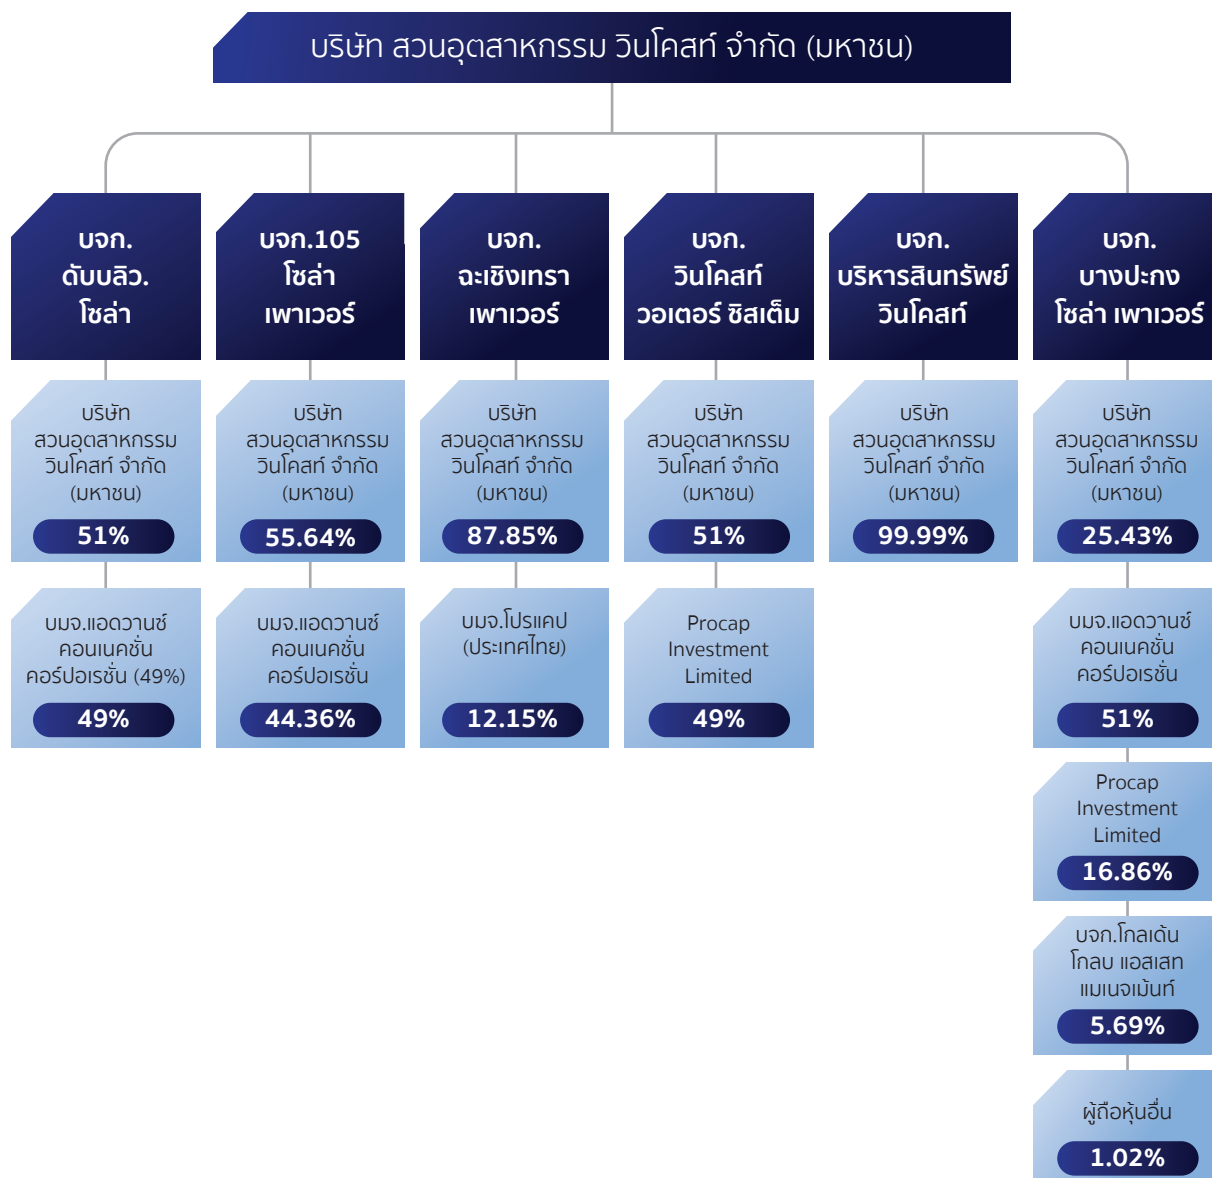 บริษัท สวนอุตสาหกรรม วินโคสท์ จำกัด (มหาชน)
บจก.
ดับบลิว.
โซล่า
บริษัท
สวนอุตสาหกรรม
วินโคสท์ จำกัด
(มหาชน)
51%
บมจ.แอดวานซ์
คอนเนคชั่น
คอร์ปอเรชั่น (49%)
49%
บจก.105
โซล่า
เพาเวอร์
บริษัท
สวนอุตสาหกรรม
วินโคสท์ จำกัด
(มหาชน)
55.64%
บมจ.แอดวานซ์
คอนเนคชั่น
คอร์ปอเรชั่น
44.36%
บจก.
ฉะเชิงเทรา
เพาเวอร์
บริษัท
สวนอุตสาหกรรม
วินโคสท์ จำกัด
(มหาชน)
87.85%
บมจ.โปรแคป
(ประเทศไทย)
12.15%
บจก.
วินโคสท์
วอเตอร์ ซิสเต็ม
บริษัท
สวนอุตสาหกรรม
วินโคสท์ จำกัด
(มหาชน)
51%
Procap
Investment
Limited
49%
บจก.
บริหารสินทรัพย์
วินโคสท์
บริษัท
สวนอุตสาหกรรม
วินโคสท์ จำกัด
(มหาชน)
99.99%
บจก.
บางปะกง
โซล่า เพาเวอร์
บริษัท
สวนอุตสาหกรรม
วินโคสท์ จำกัด
(มหาชน)
25.43%
บมจ.แอดวานซ์
คอนเนคชั่น
คอร์ปอเรชั่น
51%
Procap
Investment
Limited
16.86%
บจก.โกลเด้น
โกลบ แอสเสท
แมเนจเม้นท์
5.69%
ผู้ถือหุ้นอื่น
1.02%